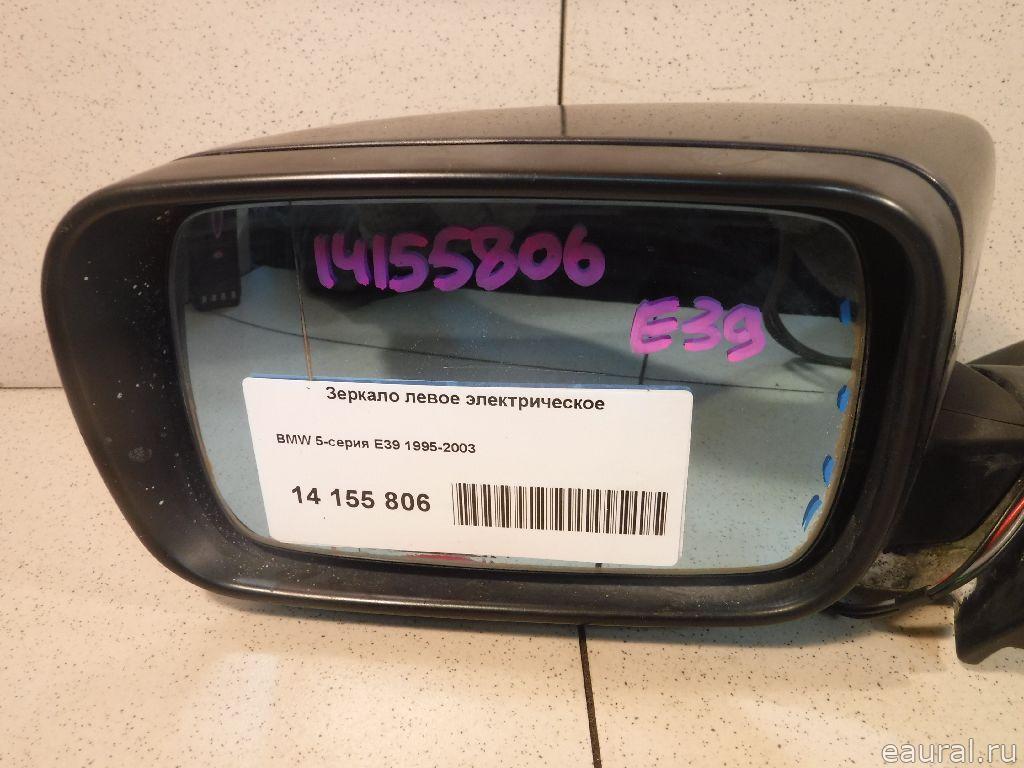 14155806
E39
Зеркало левое электрическое
BMW 5-серия E39 1995-2003
14 155 806
eaural.ru